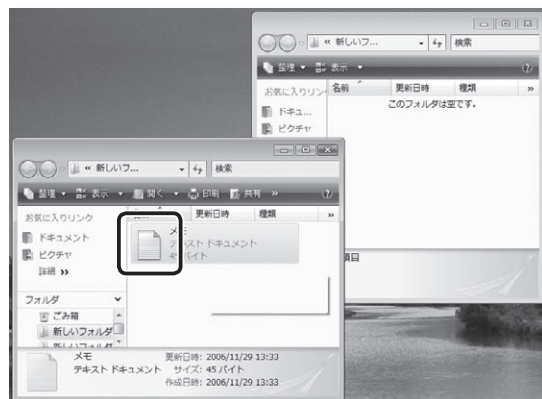 « 新しいフ...
検索
整理 表示
お気に入りリン
名前 更新日時 種類 »
このフォルダは空です。
ドキュ...
ピクチャ
項目
« 新しいフ...
検索
整理 表示 開く 印刷 共有 »
お気に入りリンク
更新日時 種類 »
ドキュメント
ピクチャ
詳細 »
メモ
テキスト ドキュメント
45 バイト
フォルダ
ごみ箱
新しいフォルダ
新しいフォルダ
メモ 更新日時: 2006/11/29 13:33
テキスト ドキュメント サイズ: 45 バイト
作成日時: 2006/11/29 13:33